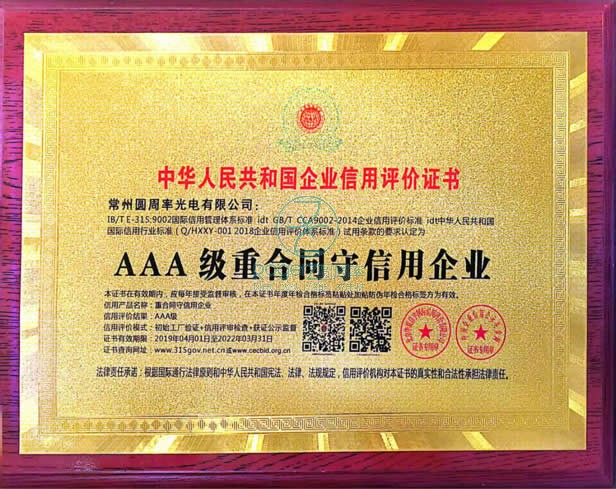 中华人民共和国企业信用评价证书
常州圆周率光电有限公司：
IB/T E-315:9002国际信用管理体系标准 idt GB/T CCA9002-2014企业信用评价标准 idt中华人民共和国
国际信用行业标准（Q/HXXY-001 2018企业信用评价体系标准）试用条款的要求认定为
AAA 级重合同守信用企业
本证书在有效期内，应每年接受监督审核，在本证书年度年检合格标贴粘贴处加贴防伪年检合格标签方为有效。
信用产品名称：重合同守信用企业
信用评价结果：AAA级
信用评价模式：初始工厂验证+信用评审检查+获证公示监督
证书有效期限：2019年04月01日至2022年03月31日
证书查询网址：www.315gov.net.cn或www.cecbid.org.cn
证书专用章
证书专用章
法律责任承诺：根据国际通行法律原则和中华人民共和国宪法、法律、法规规定，信用评价机构对本证书的真实性和合法性承担法律责任。